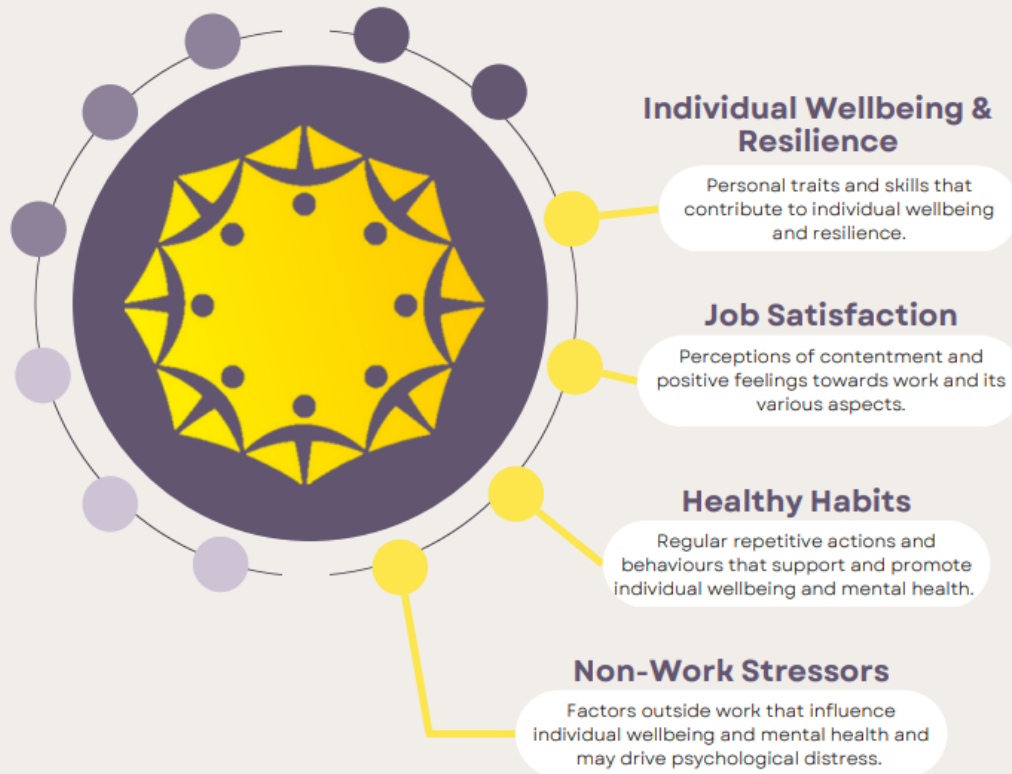 Individual Wellbeing &
Resilience
Personal traits and skills that
contribute to individual wellbeing
and resilience.
Job Satisfaction
Perceptions of contentment and
positive feelings towards work and its
various aspects.
Healthy Habits
Regular repetitive actions and
behaviours that support and promote
individual wellbeing and mental health.
Non-Work Stressors
Factors outside work that influence
individual wellbeing and mental health and
may drive psychological distress.